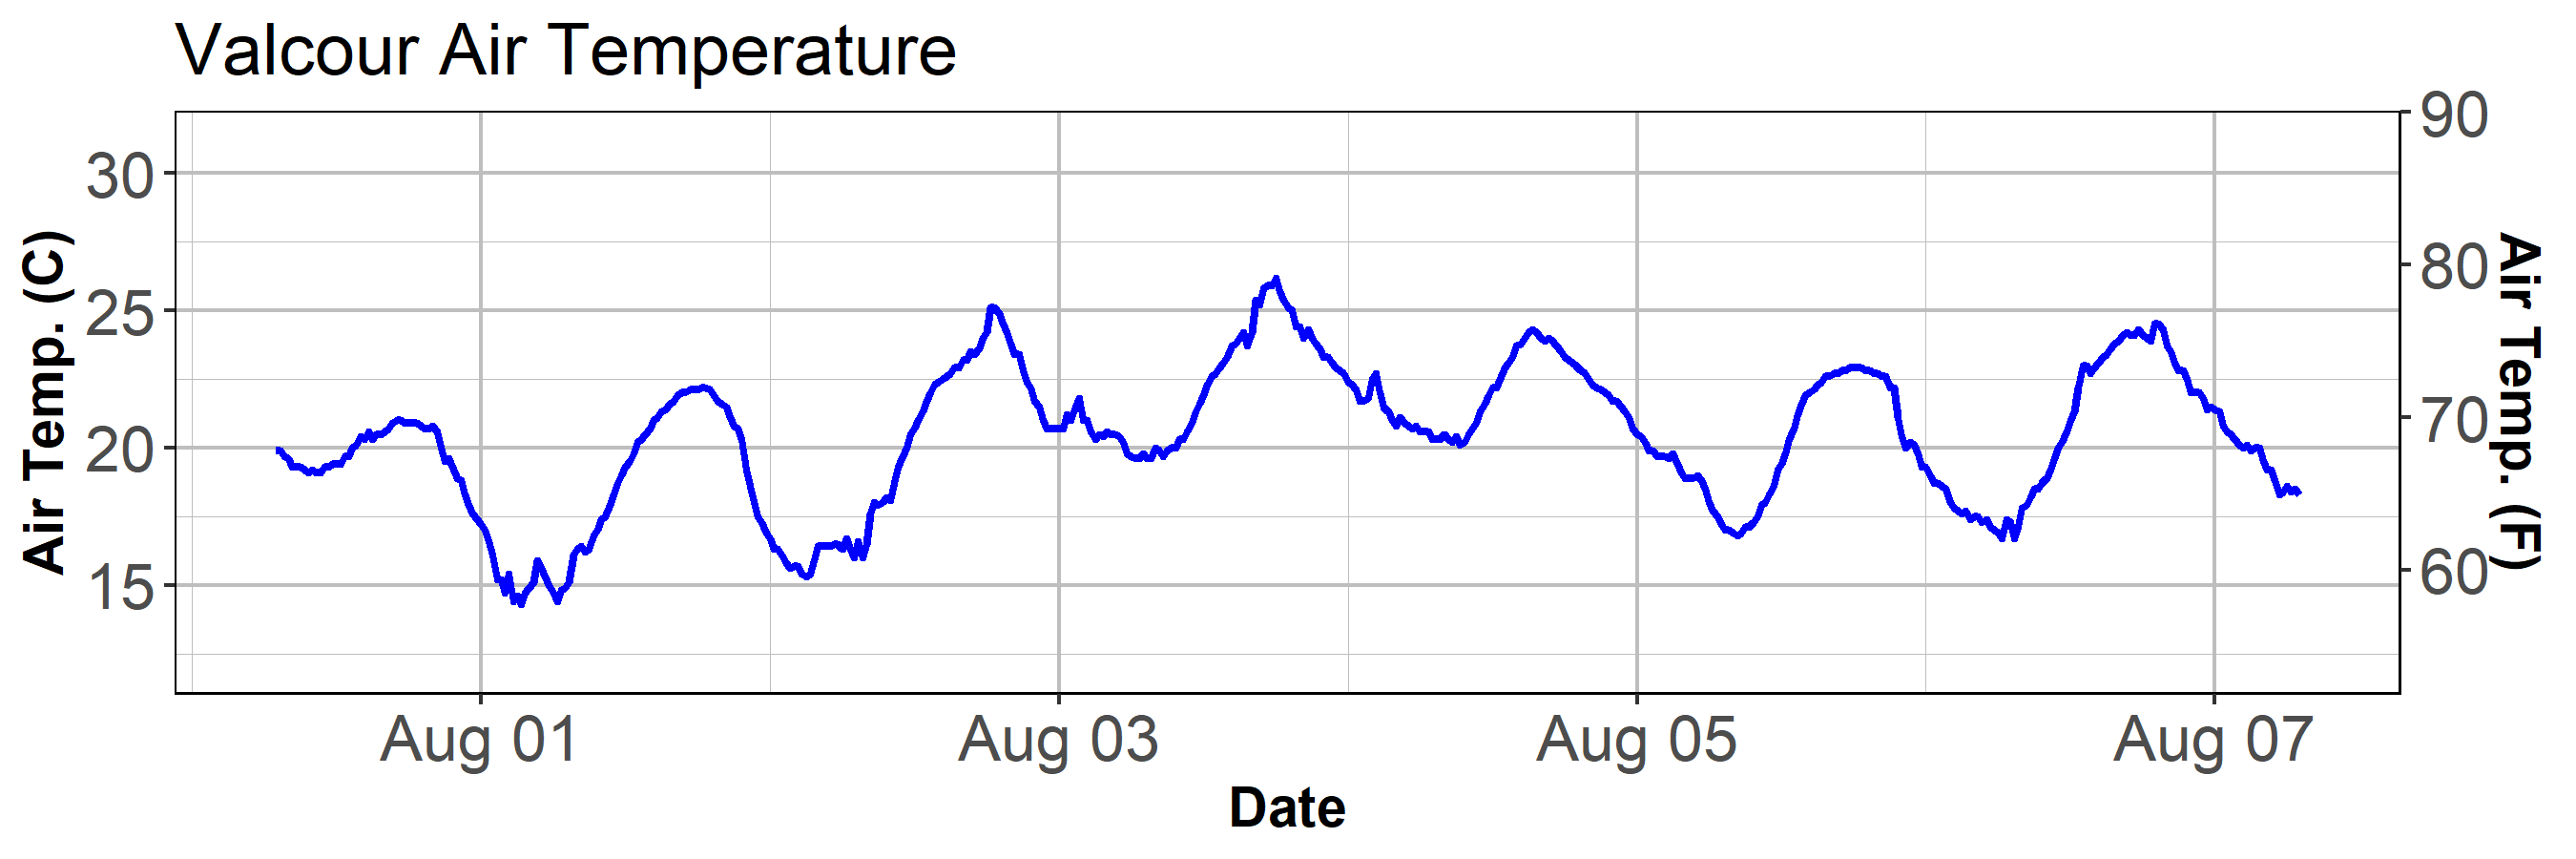 Valcour Air Temperature
90
30
80
25
70
20
60
15
Air Temp. (C)
Air Temp. (F)
Aug 01
Aug 03
Aug 05
Aug 07
Date